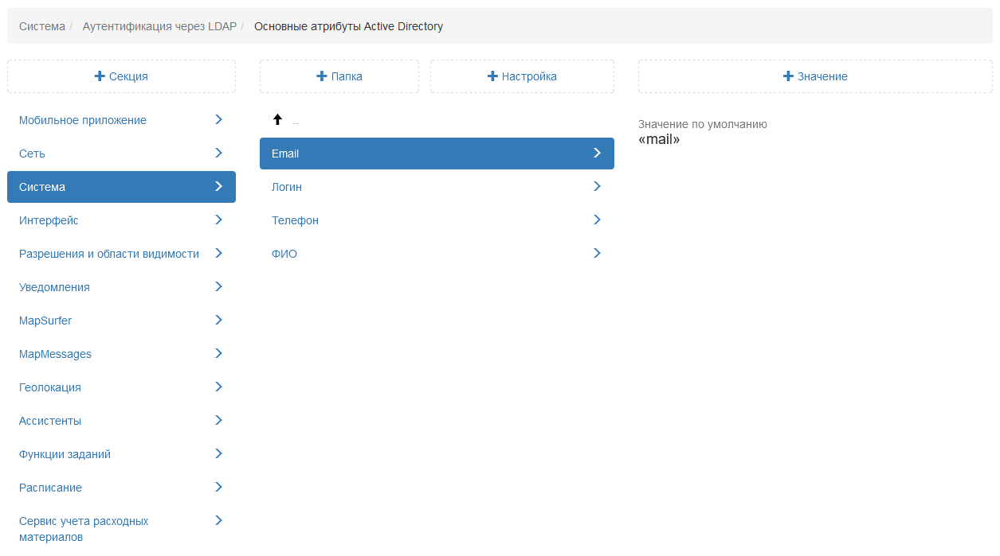 Система / Аутентификация через LDAP / Основные атрибуты Active Directory
Секция
Папка
Настройка
Значение
Мобильное приложение
Сеть
Система
Интерфейс
Разрешения и области видимости
Уведомления
MapSurfer
MapMessages
Геолокация
Ассистенты
Функции заданий
Расписание
Сервис учета расходных
материалов
..
Email
Логин
Телефон
ФИО
Значение по умолчанию
«mail»